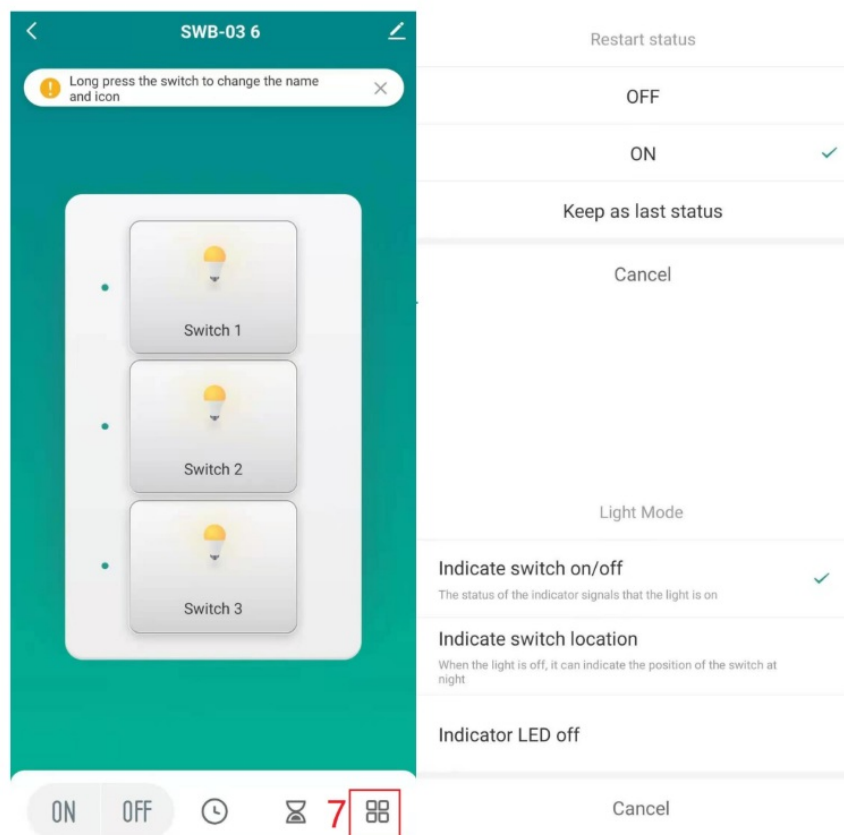 SWB-03 6
Long press the switch to change the name
and icon
Switch 1
Switch 2
Switch 3
ON
OFF
7
Restart status
OFF
ON
Keep as last status
Cancel
Light Mode
Indicate switch on/off
The status of the indicator signals that the light is on
Indicate switch location
When the light is off, it can indicate the position of the switch at
night
Indicator LED off
Cancel